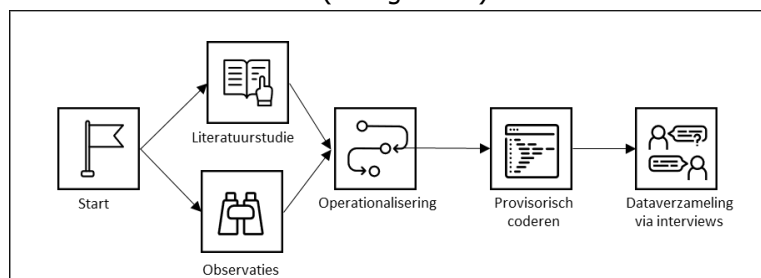 Start
Literatuurstudie
Observaties
Operationalisering
Provisorisch
coderen
Dataverzameling
via interviews